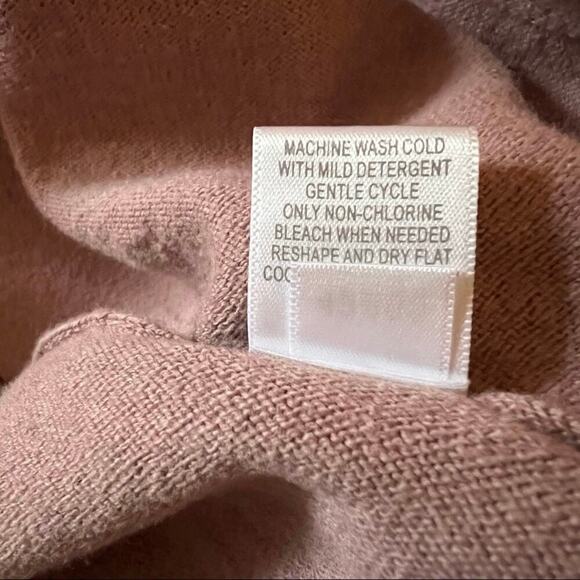 MACHINE WASH COLD
WITH MILD DETERGENT
GENTLE CYCLE
ONLY NON-CHLORINE
BLEACH WHEN NEEDED
RESHAPE AND DRY FLAT